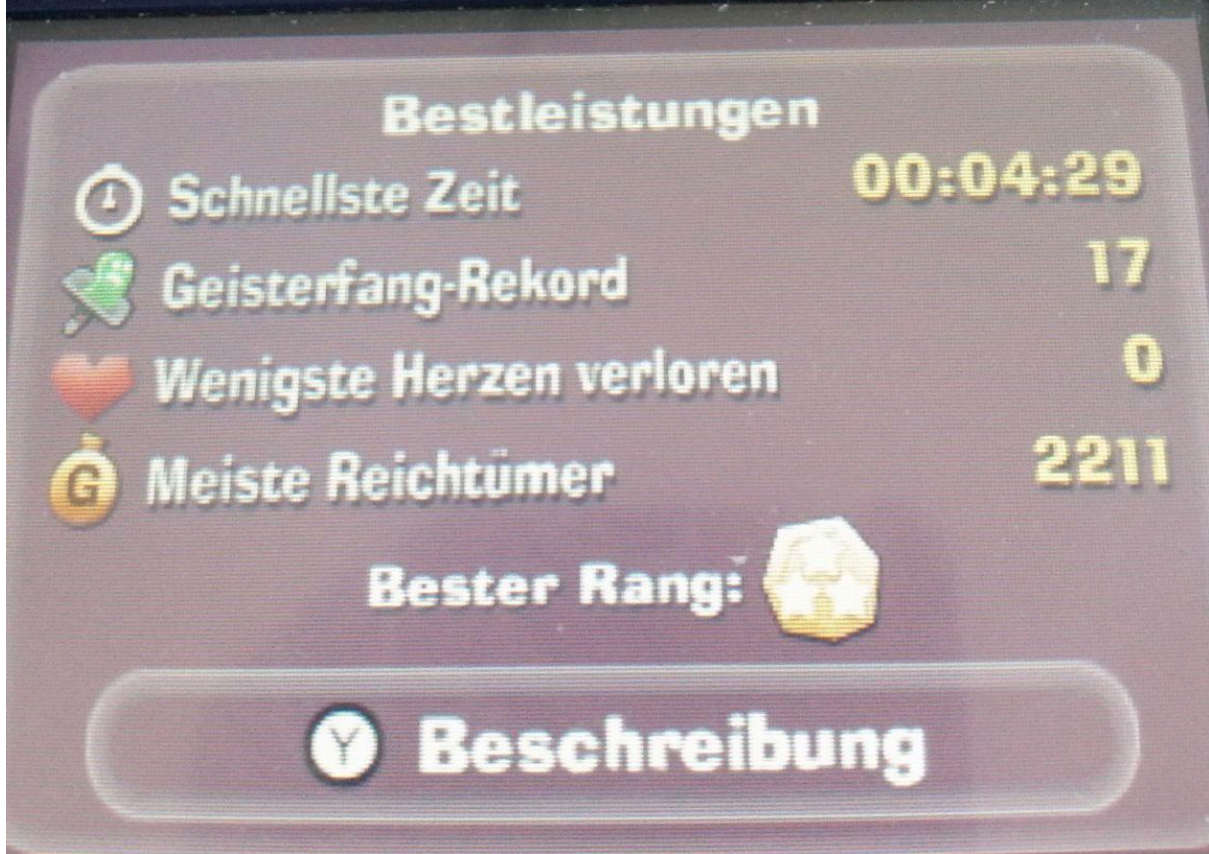 Bestleistungen
Schnellste Zeit 00:04:29
Geisterfang-Rekord 17
Wenigste Herzen verloren 0
G Meiste Reichtümer 2211
Bester Rang:
Y Beschreibung